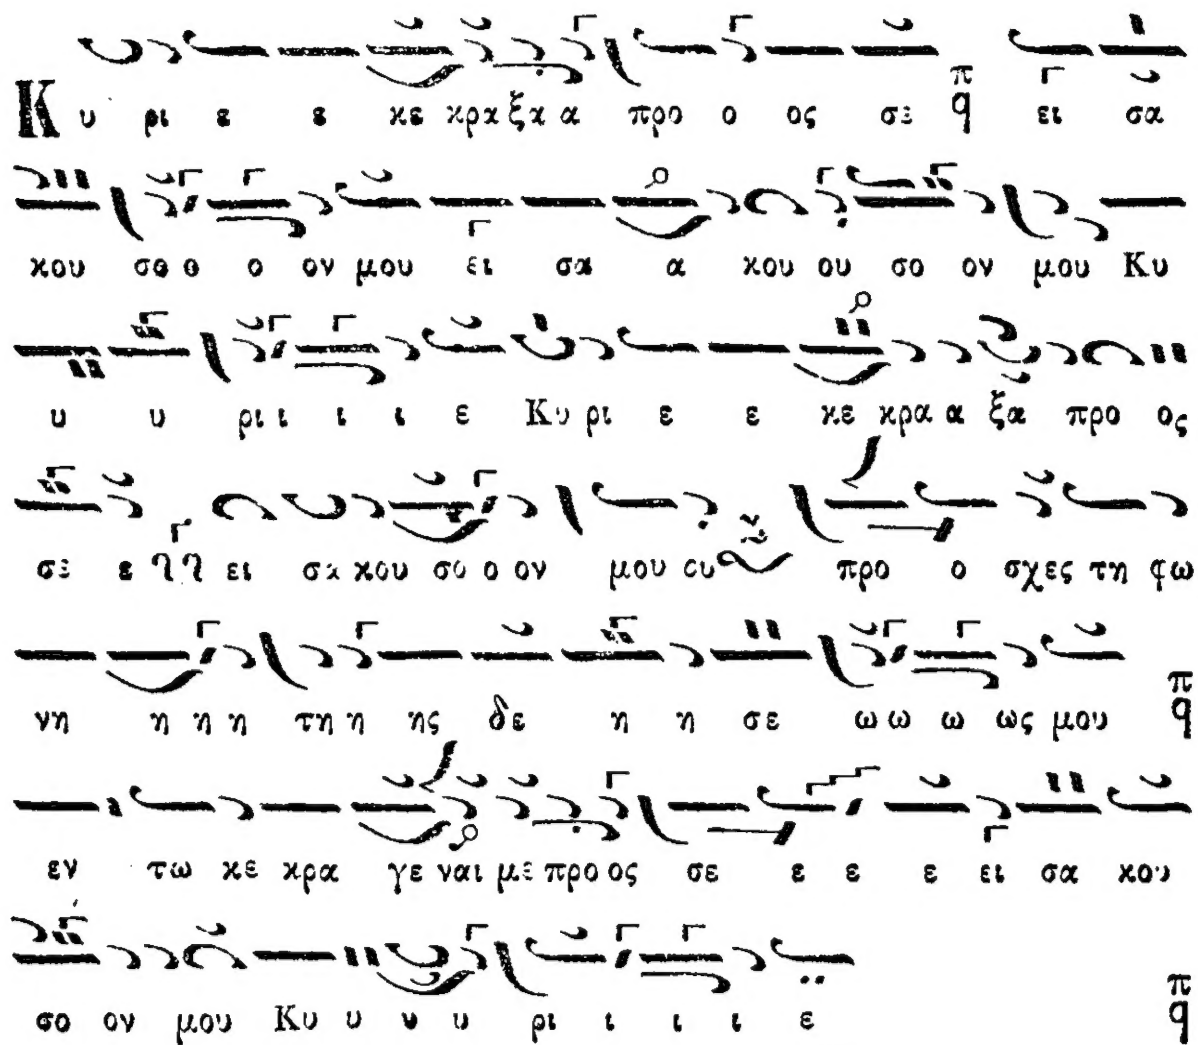 Κ υ ρι ε ε κε κρα ξα α προ ο ος σε π q ει σα
κου σο ο ο ον μου ει σα α κου ου σο ον μου Κυ
υ υ ρι ι ι ι ε Κυ ρι ε ε κε κρα α ξα προ ος
σε ε ει σα κου σο ο ον μου ου προ ο σχες τη φω
νη η η η τη η ης δε η η σε ω ω ω ως μου π q
εν τω κε κρα γε ναι με προ ος σε ε ε ε ει σα κου
σο ον μου Κυ υ υ υ ρι ι ι ι ε π q